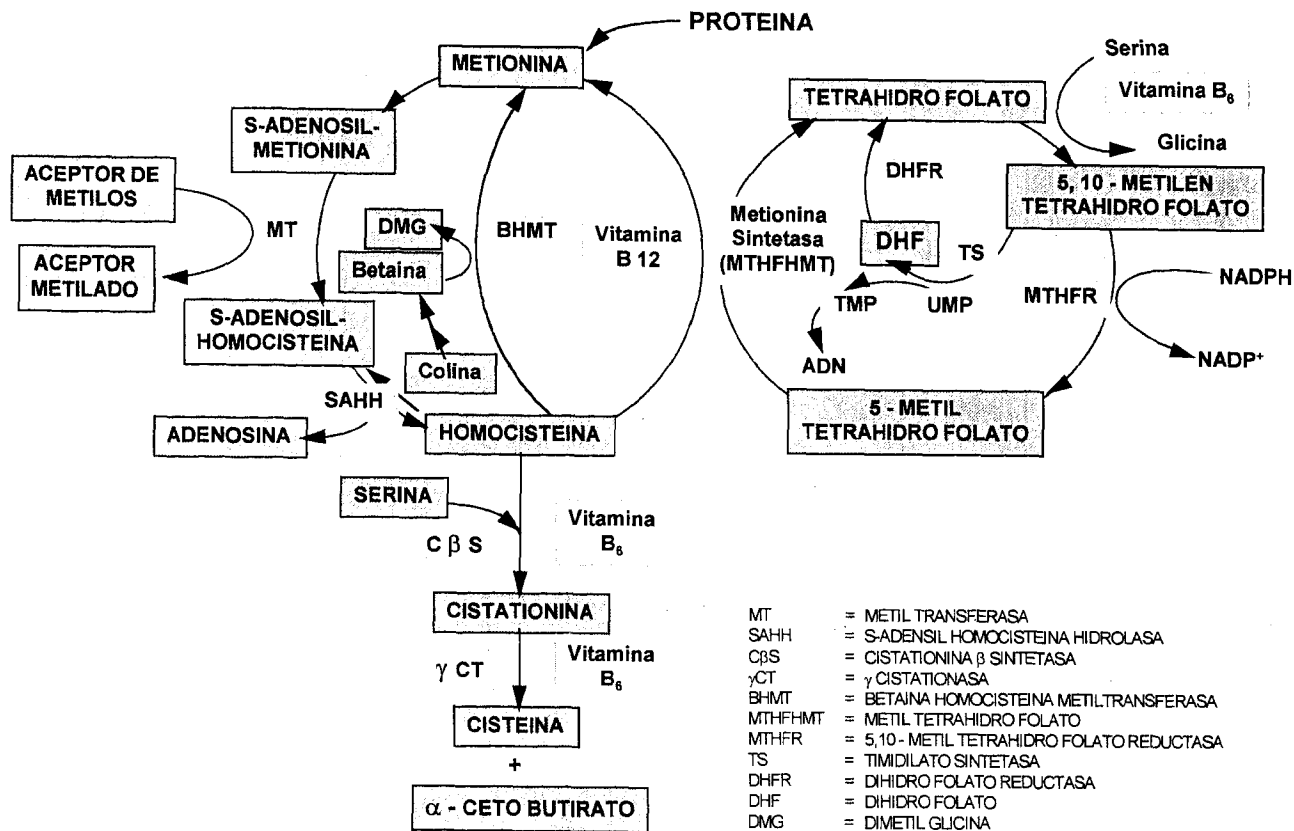 PROTEINA
METIONINA
S-ADENOSIL-
METIONINA
ACEPTOR DE
METILOS
MT
ACEPTOR
METILADO
DMG
Betaina
Colina
BHMT
Vitamina
B 12
S-ADENOSIL-
HOMOCISTEINA
SAHH
ADENOSINA
HOMOCISTEINA
SERINA
C β S
Vitamina
B₆
CISTATIONINA
γ CT
Vitamina
B₆
CISTEINA
+
α - CETO BUTIRATO
Serina
Vitamina B₆
Glicina
TETRAHIDRO FOLATO
5, 10 - METILEN
TETRAHIDRO FOLATO
DHFR
Metionina
Sintetasa
(MTHFHMT)
DHF
TS
TMP
UMP
ADN
MTHFR
NADPH
NADP⁺
5 - METIL
TETRAHIDRO FOLATO
MT = METIL TRANSFERASA
SAHH = S-ADENSIL HOMOCISTEINA HIDROLASA
CβS = CISTATIONINA β SINTETASA
γCT = γ CISTATIONASA
BHMT = BETAINA HOMOCISTEINA METILTRANSFERASA
MTHFHMT = METIL TETRAHIDRO FOLATO
MTHFR = 5,10 - METIL TETRAHIDRO FOLATO REDUCTASA
TS = TIMIDILATO SINTETASA
DHFR = DIHIDRO FOLATO REDUCTASA
DHF = DIHIDRO FOLATO
DMG = DIMETIL GLICINA